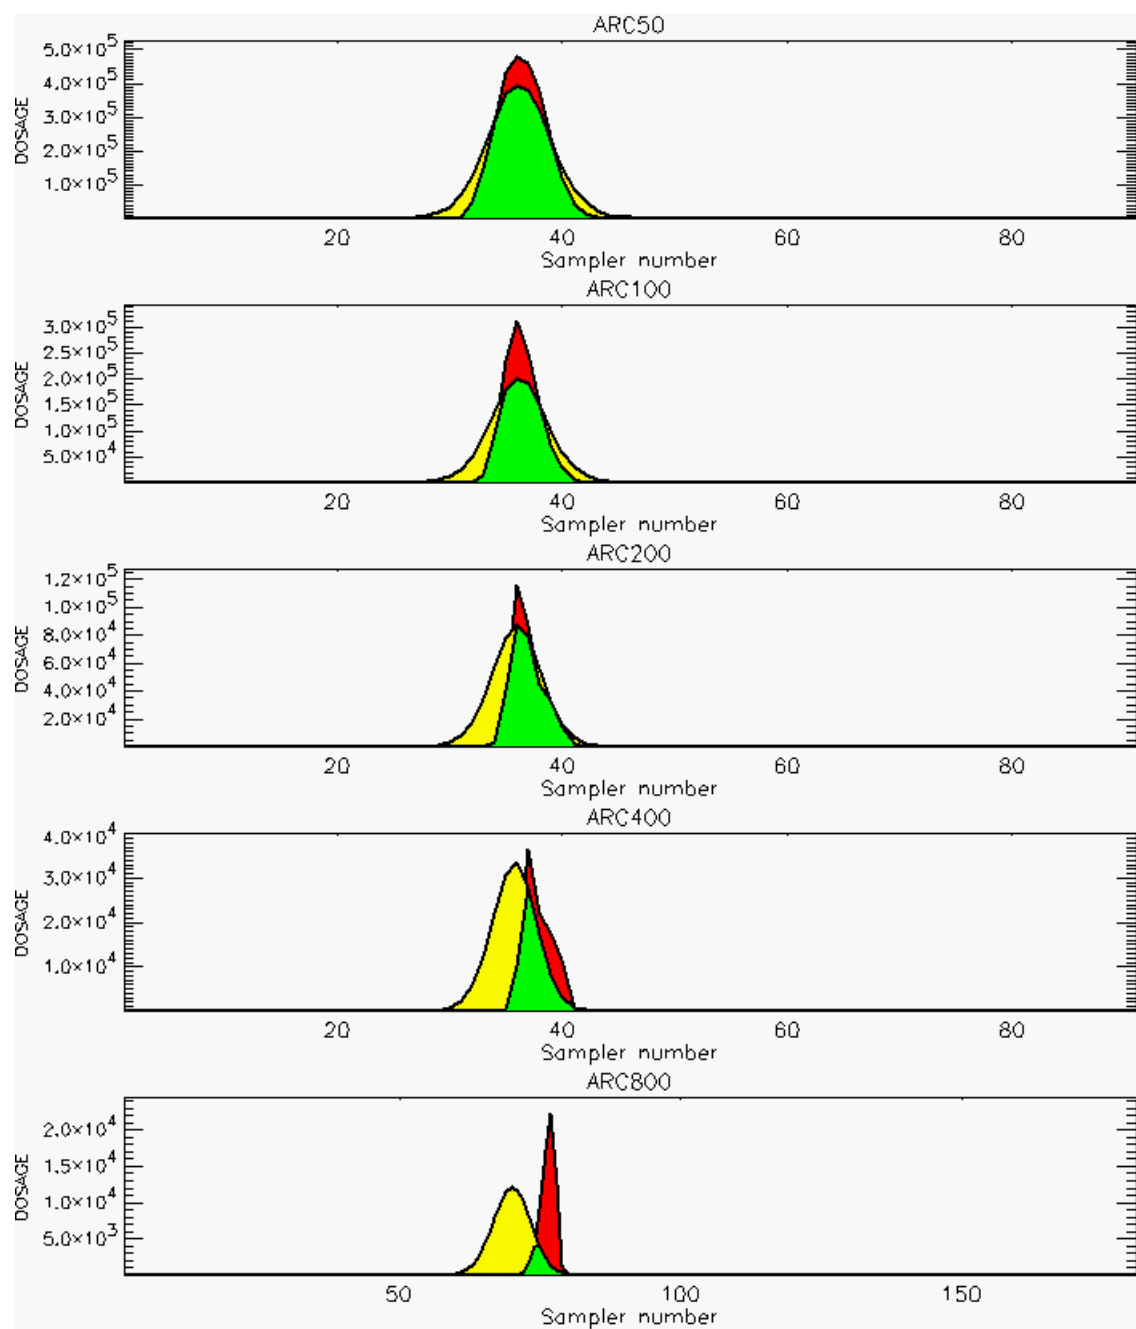 ARC50
5.0×10⁵
4.0×10⁵
3.0×10⁵
2.0×10⁵
1.0×10⁵
DOSAGE
20 40 60 80
Sampler number
ARC100
3.0×10⁵
2.5×10⁵
2.0×10⁵
1.5×10⁵
1.0×10⁵
5.0×10⁴
DOSAGE
20 40 60 80
Sampler number
ARC200
1.2×10⁵
1.0×10⁵
8.0×10⁴
6.0×10⁴
4.0×10⁴
2.0×10⁴
DOSAGE
20 40 60 80
Sampler number
ARC400
4.0×10⁴
3.0×10⁴
2.0×10⁴
1.0×10⁴
DOSAGE
20 40 60 80
Sampler number
ARC800
2.0×10⁴
1.5×10⁴
1.0×10⁴
5.0×10³
DOSAGE
50 100 150
Sampler number